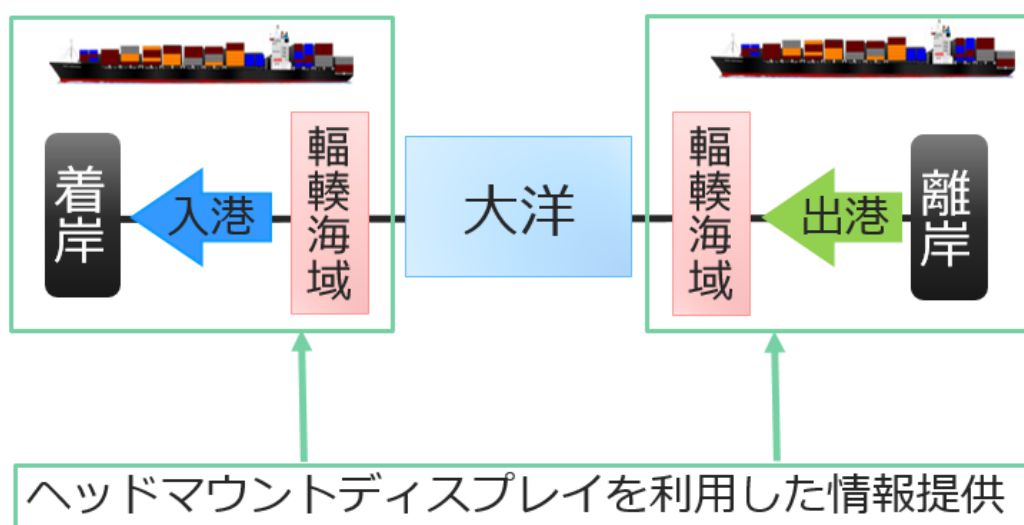 着岸
入港
輻輳海域
大洋
輻輳海域
出港
離岸
ヘッドマウントディスプレイを利用した情報提供